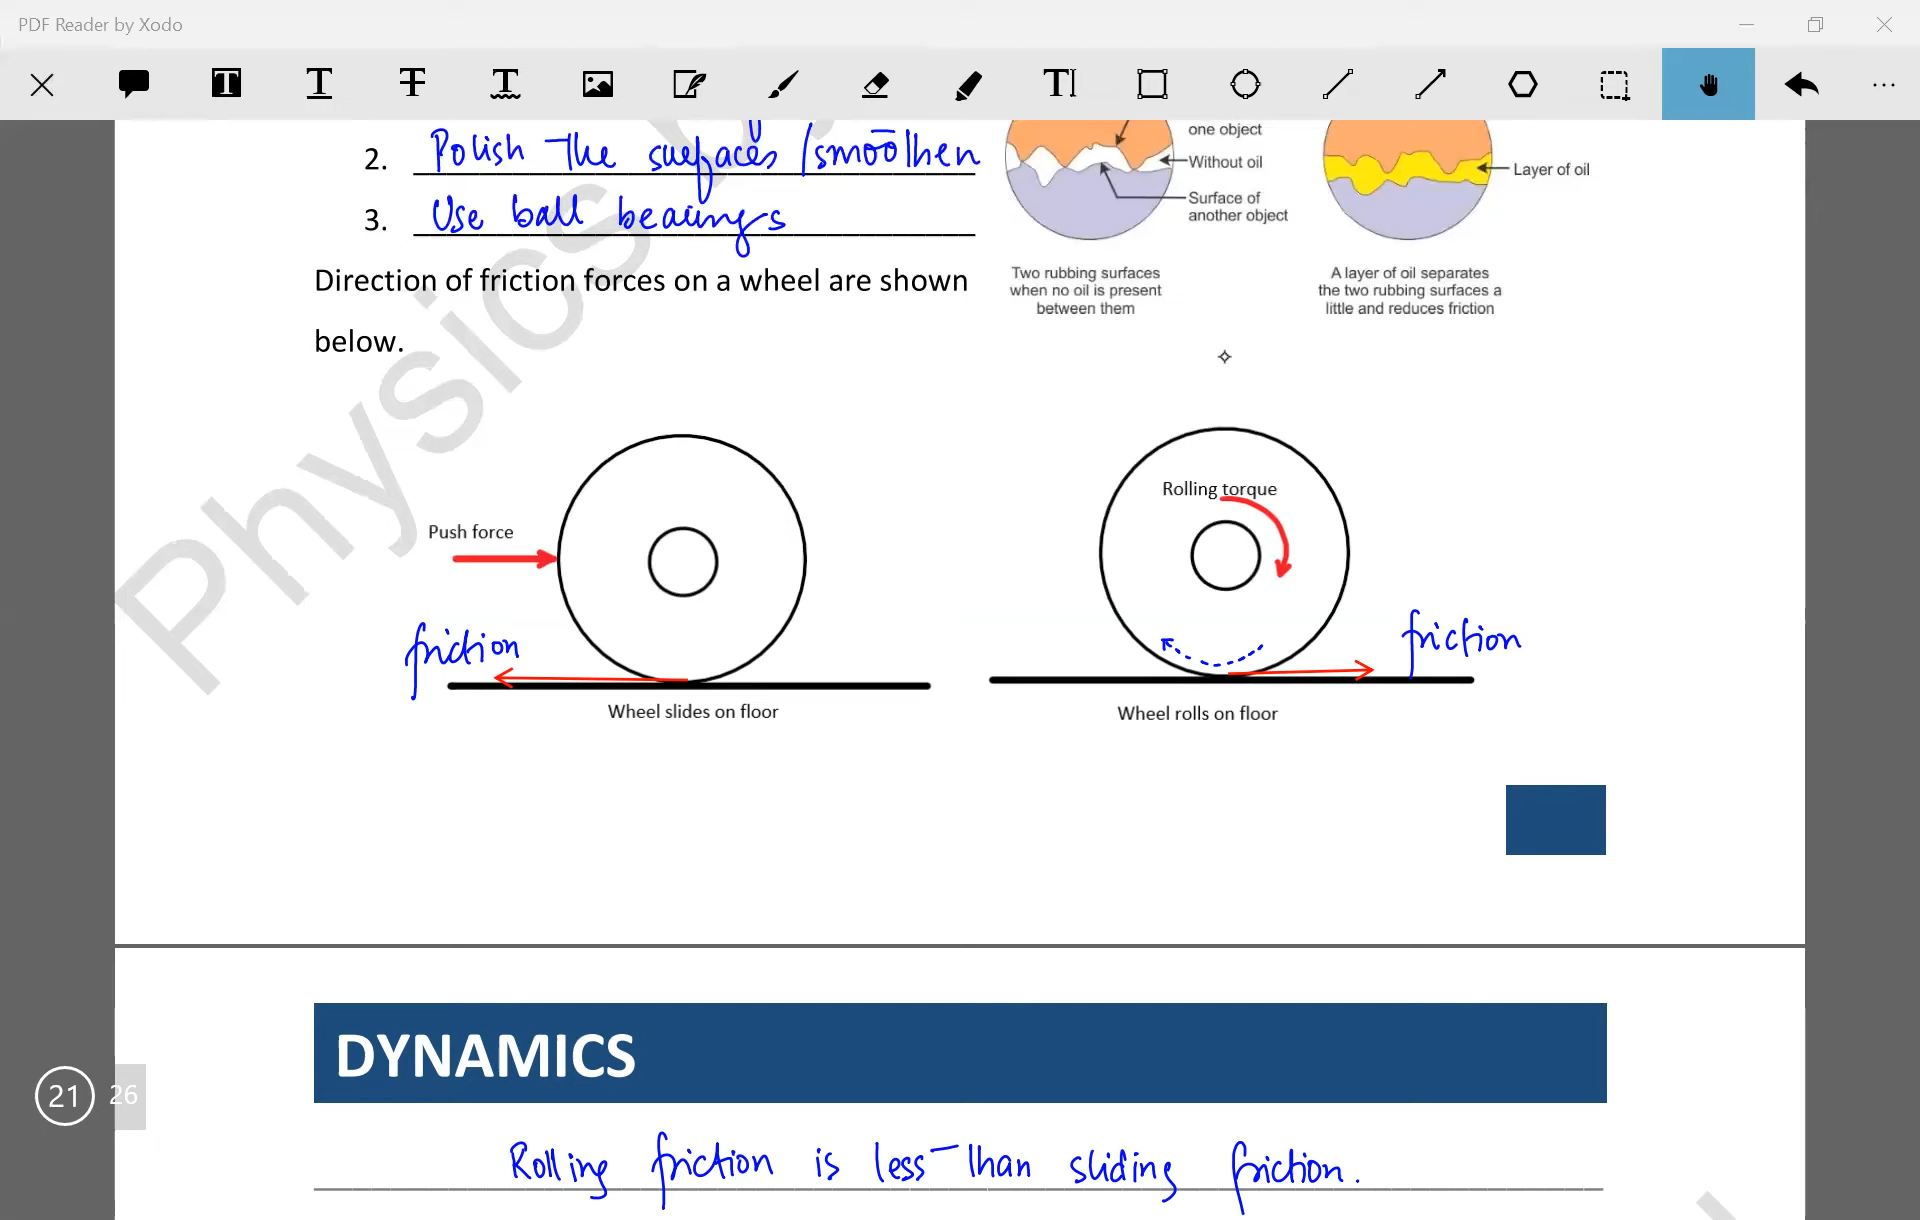 PDF Reader by Xodo
2. Polish the surfaces /smoothen
3. Use ball bearings
one object
Without oil
Surface of
another object
Layer of oil
Two rubbing surfaces
when no oil is present
between them
A layer of oil separates
the two rubbing surfaces a
little and reduces friction
Direction of friction forces on a wheel are shown
below.
Push force
friction
Wheel slides on floor
Rolling torque
friction
Wheel rolls on floor
Physics
DYNAMICS
21 26
Rolling friction is less than sliding friction.